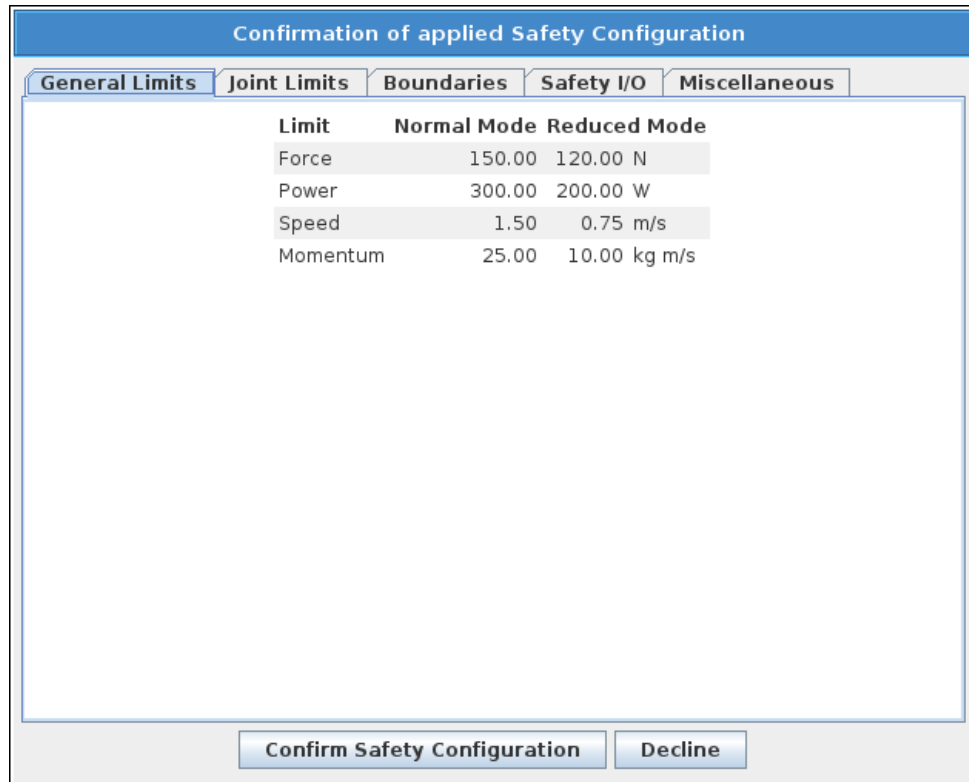 Confirmation of applied Safety Configuration
General Limits Joint Limits Boundaries Safety I/O Miscellaneous
Limit Normal Mode Reduced Mode
Force 150.00 120.00 N
Power 300.00 200.00 W
Speed 1.50 0.75 m/s
Momentum 25.00 10.00 kg m/s
Confirm Safety Configuration Decline